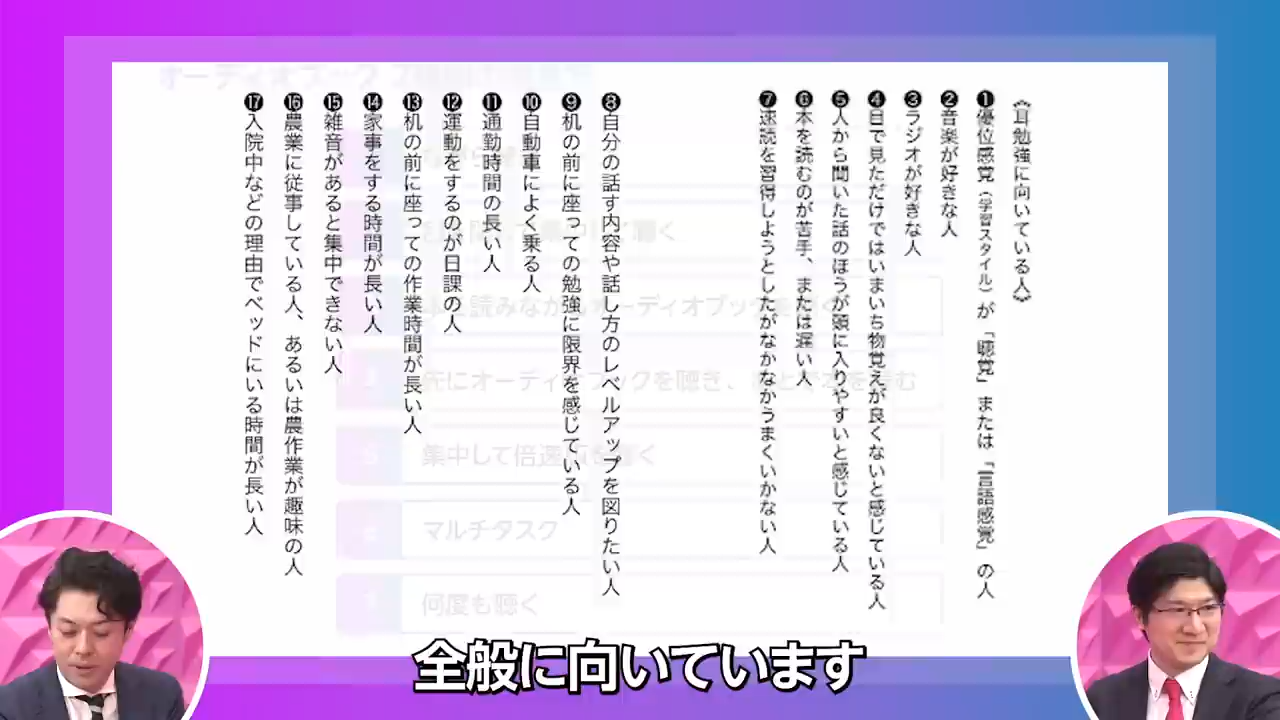 《耳勉強に向いている人》
❶優位感覚（学習スタイル）が「聴覚」または「言語感覚」の人
❷音楽が好きな人
❸ラジオが好きな人
❹目で見ただけではいまいち物覚えが良くないと感じている人
❺人から聞いた話のほうが頭に入りやすいと感じている人
❻本を読むのが苦手、または遅い人
❼速読を習得しようとしたがなかなかうまくいかない人
❽自分の話す内容や話し方のレベルアップを図りたい人
❾机の前に座っての勉強に限界を感じている人
❿自動車によく乗る人
⓫通勤時間の長い人
⓬運動をするのが日課の人
⓭机の前に座っての作業時間が長い人
⓮家事をする時間が長い人
⓯雑音があると集中できない人
⓰農業に従事している人、あるいは農作業が趣味の人
⓱入院中などの理由でベッドにいる時間が長い人
マルチタスク
何度も聴く
全般に向いています